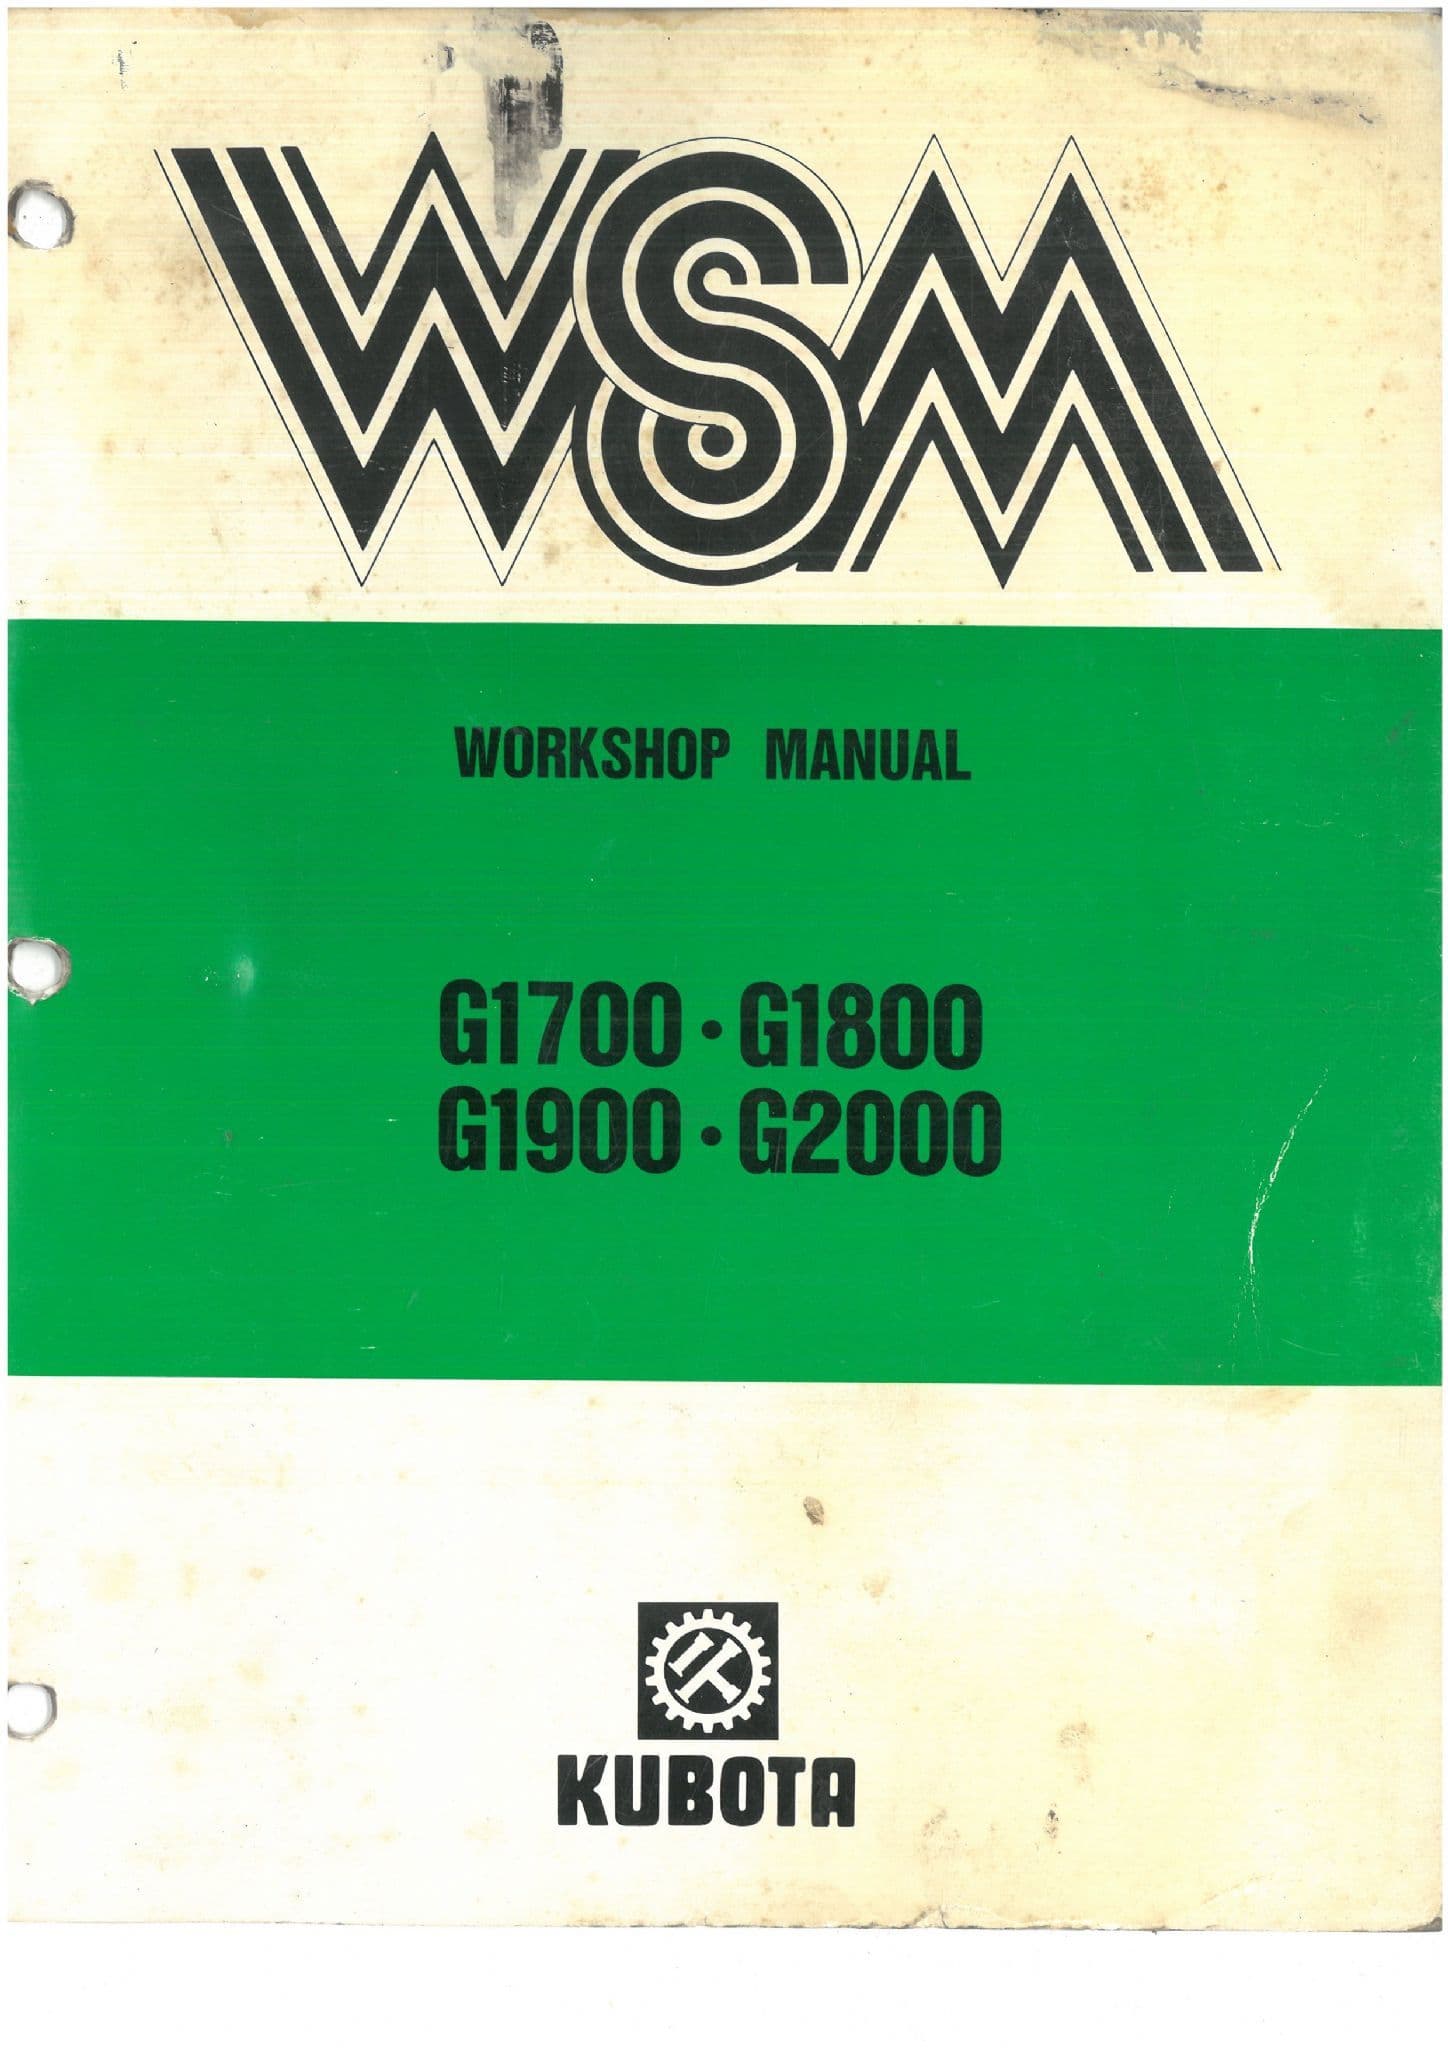 WSM
WORKSHOP MANUAL
G1700・G1800
G1900・G2000
KUBOTA